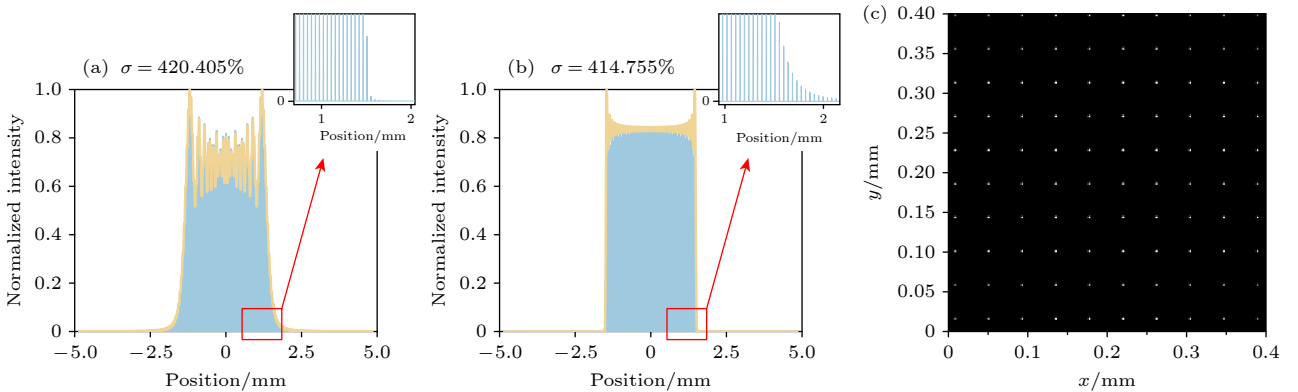 (a) σ = 420.405%
Normalized intensity
1.0
0.8
0.6
0.4
0.2
0
−5.0 −2.5 0 2.5 5.0
Position/mm
0
1 2
Position/mm
(b) σ = 414.755%
Normalized intensity
1.0
0.8
0.6
0.4
0.2
0
−5.0 −2.5 0 2.5 5.0
Position/mm
0
1 2
Position/mm
(c)
y/mm
0.40
0.35
0.30
0.25
0.20
0.15
0.10
0.05
0
0 0.1 0.2 0.3 0.4
x/mm